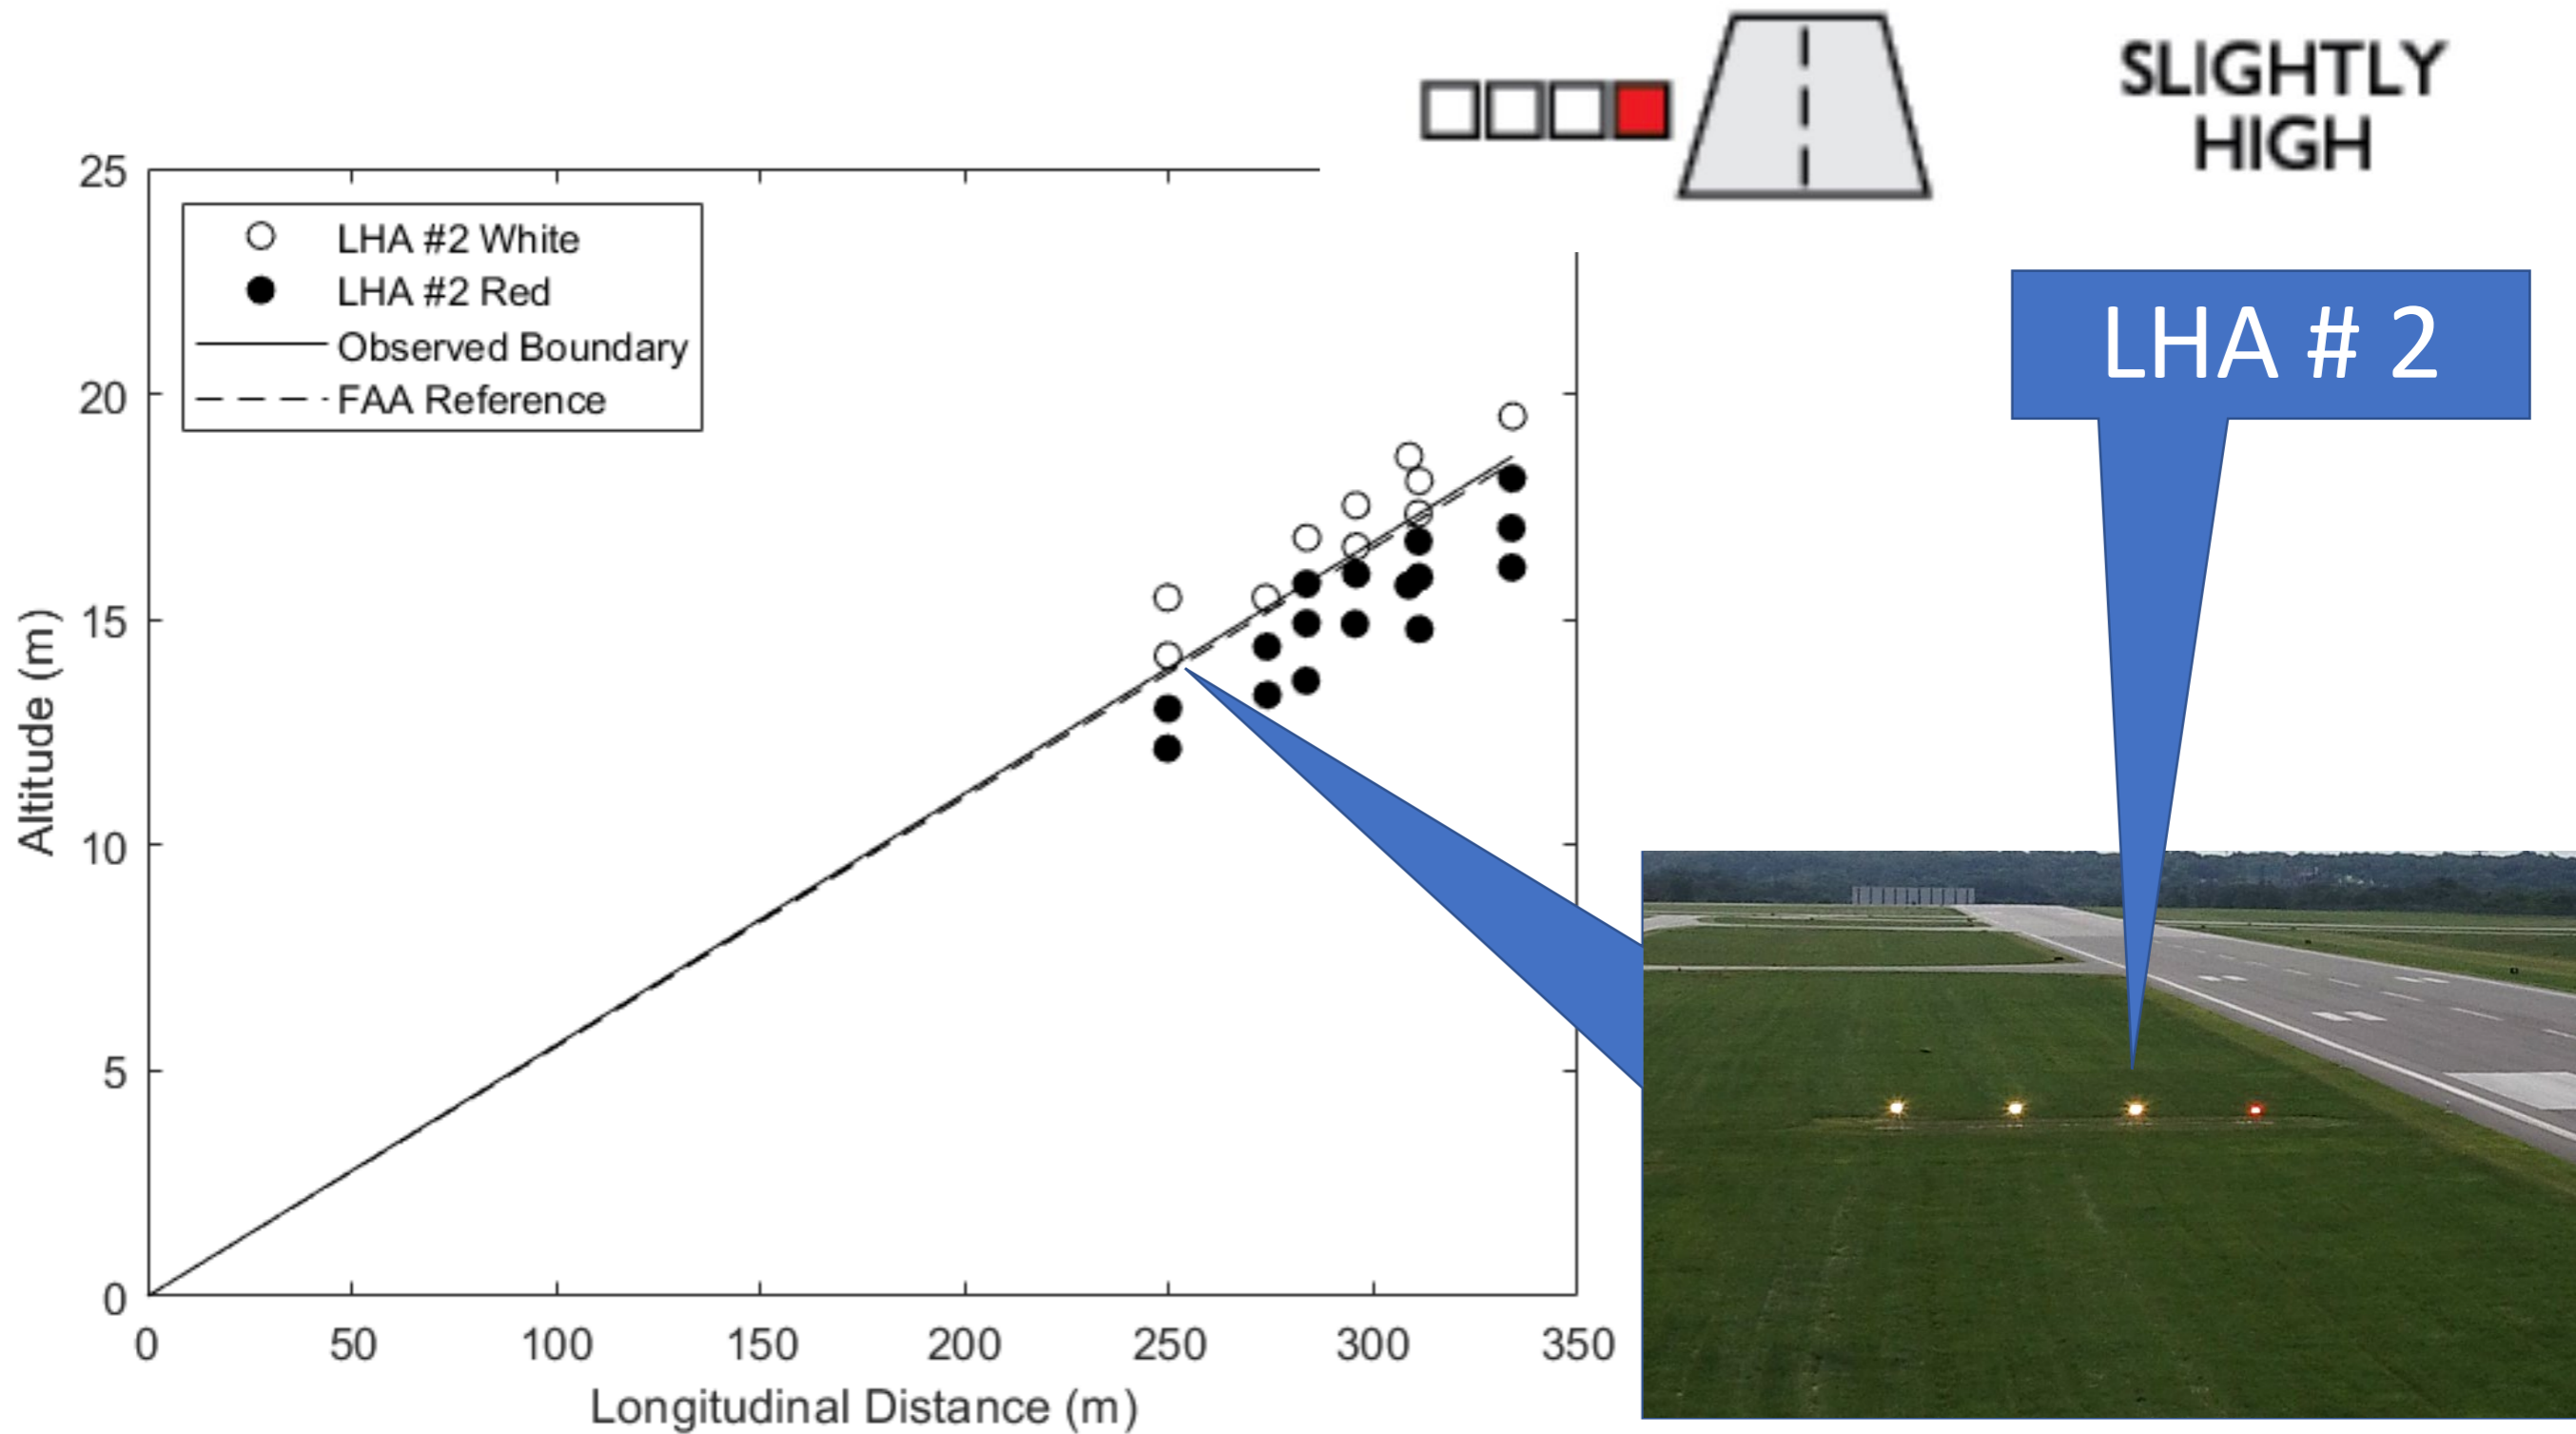 SLIGHTLY
HIGH
25
20
15
10
5
0
LHA #2 White
LHA #2 Red
Observed Boundary
FAA Reference
LHA # 2
Altitude (m)
0 50 100 150 200 250 300 350
Longitudinal Distance (m)